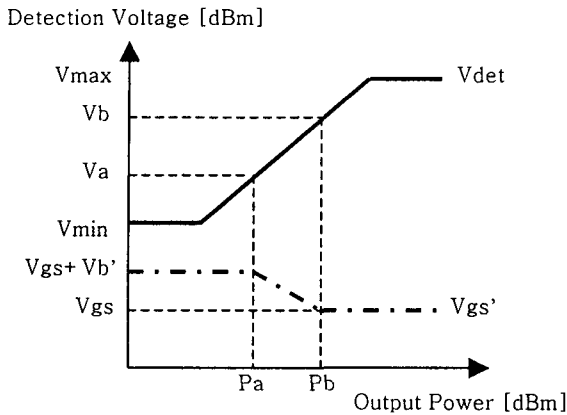 Detection Voltage [dBm]
Vmax
Vdet
Vb
Va
Vmin
Vgs+ Vb'
Vgs
Vgs'
Pa
Pb
Output Power [dBm]